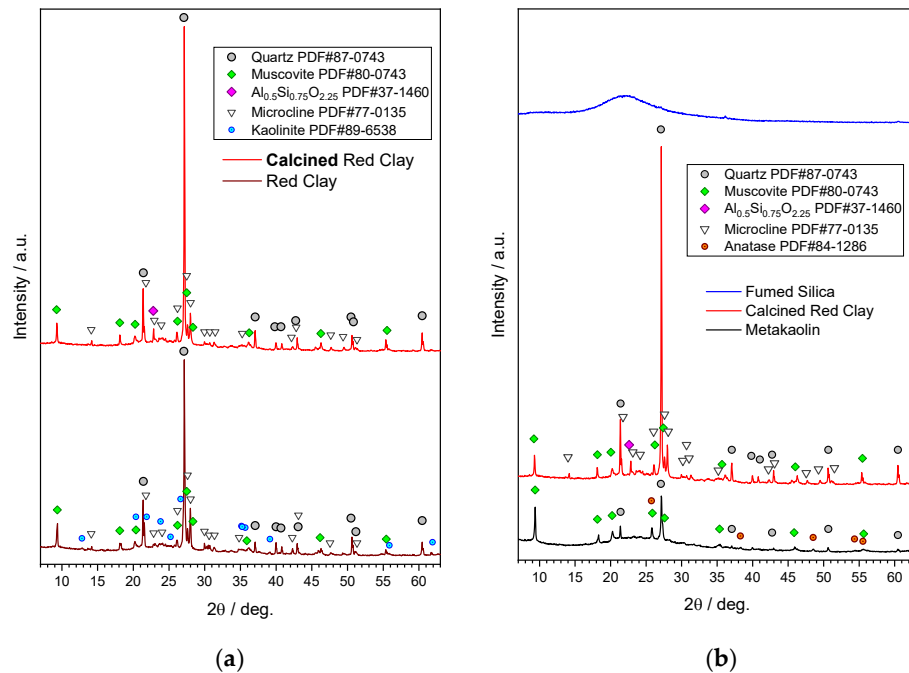 Quartz PDF#87-0743
Muscovite PDF#80-0743
Al0.5Si0.75O2.25 PDF#37-1460
Microcline PDF#77-0135
Kaolinite PDF#89-6538
Calcined Red Clay
Red Clay
Intensity / a.u.
10 15 20 25 30 35 40 45 50 55 60
2θ / deg.
(a)
Quartz PDF#87-0743
Muscovite PDF#80-0743
Al0.5Si0.75O2.25 PDF#37-1460
Microcline PDF#77-0135
Anatase PDF#84-1286
Fumed Silica
Calcined Red Clay
Metakaolin
Intensity / a.u.
10 15 20 25 30 35 40 45 50 55 60
2θ / deg.
(b)